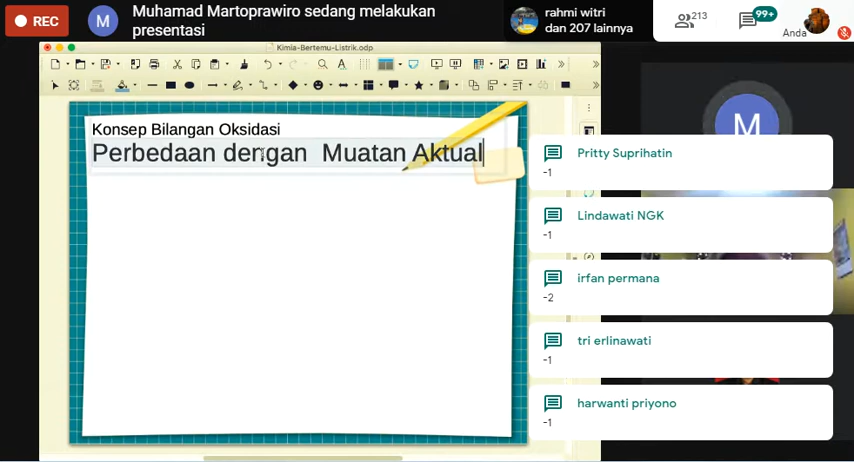 REC
M
Muhamad Martoprawiro sedang melakukan
presentasi
rahmi witri
dan 207 lainnya
213
99+
Anda
Kimia-Bertemu-Listrik.odp
Konsep Bilangan Oksidasi
Perbedaan dengan Muatan Aktual
M
Pritty Suprihatin
-1
Lindawati NGK
-1
irfan permana
-2
tri erlinawati
-1
harwanti priyono
-1